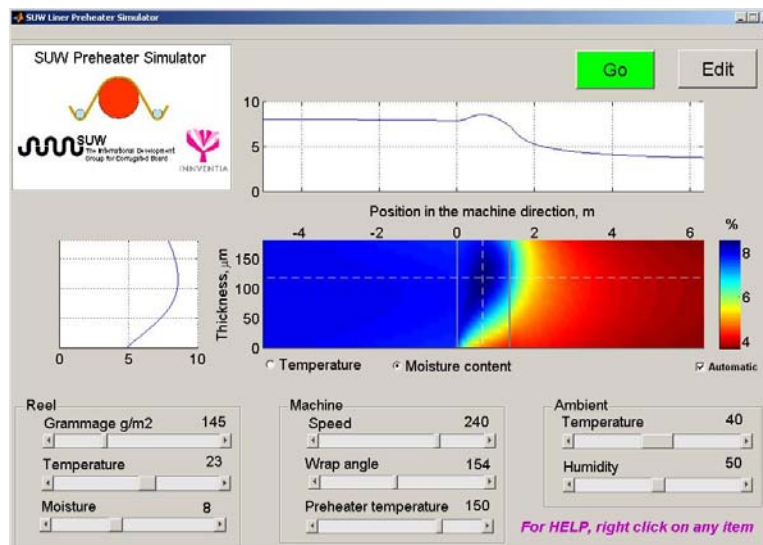 SUW Liner Preheater Simulator
SUW Preheater Simulator
SUW
The International Development
Group for Corrugated Board
INNVENTIA
Go
Edit
10
5
0
Position in the machine direction, m
-4 -2 0 2 4 6
%
Thickness, μm
150
100
50
0
0 5 10
8
6
4
Temperature
Moisture content
Automatic
Reel
Grammage g/m2 145
Temperature 23
Moisture 8
Machine
Speed 240
Wrap angle 154
Preheater temperature 150
Ambient
Temperature 40
Humidity 50
For HELP, right click on any item